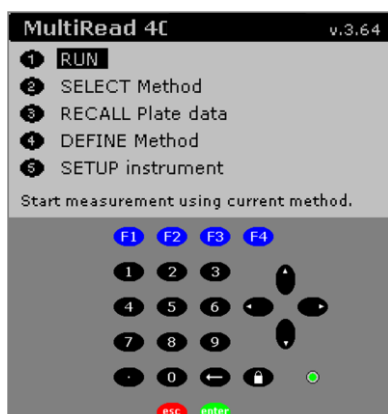 MultiRead 4[ v.3.64
1 RUN
2 SELECT Method
3 RECALL Plate data
4 DEFINE Method
5 SETUP instrument
Start measurement using current method.
F1 F2 F3 F4
1 2 3
4 5 6
7 8 9
. 0 ←
esc enter